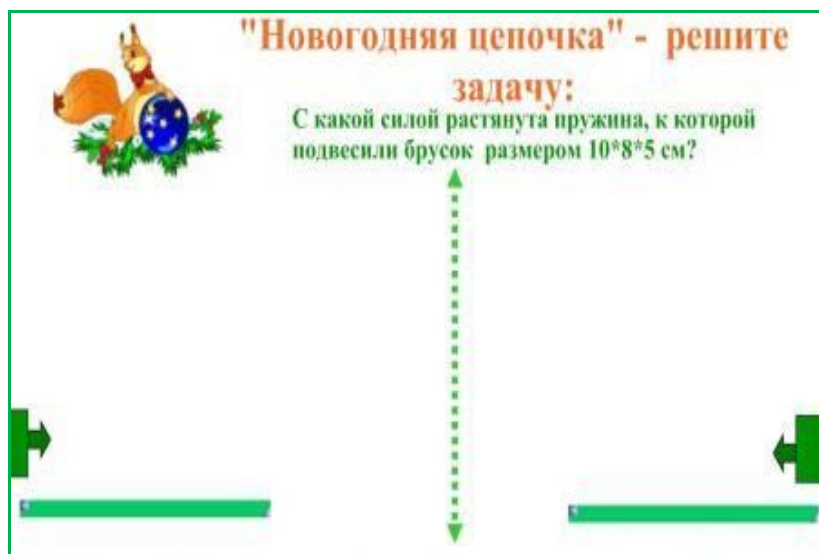 "Новогодняя цепочка" - решите
задачу:
С какой силой растянута пружина, к которой
подвесили брусок размером 10*8*5 см?